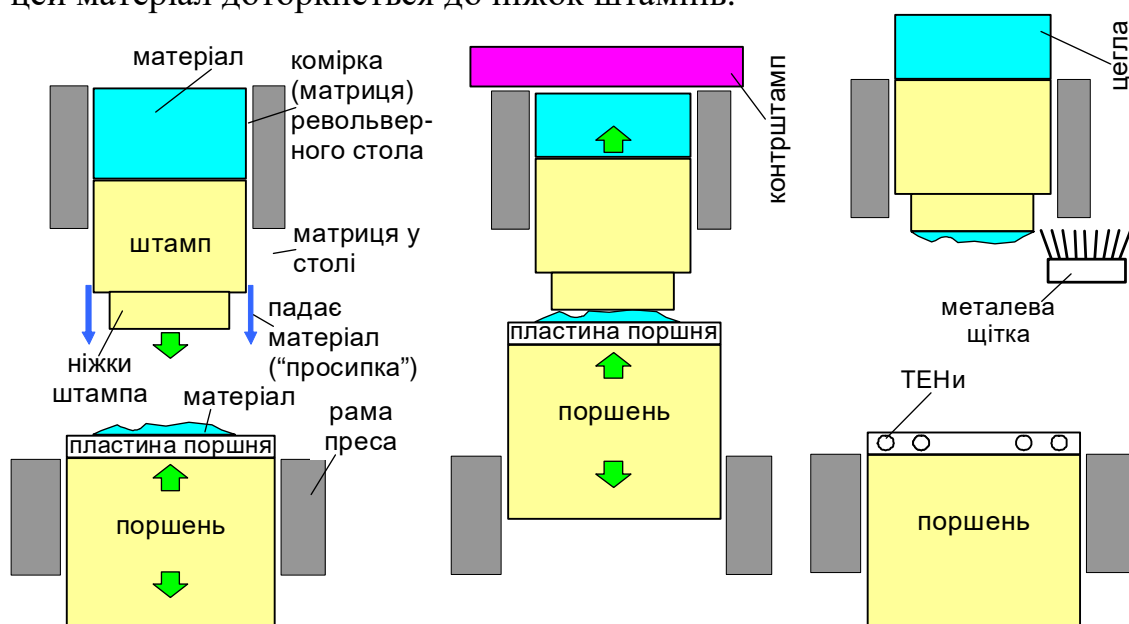 цей матеріал доторкнеться до ніжок штампів.
матеріал
комірка
(матриця)
револьвер-
ного стола
штамп
матриця у
столі
падає
матеріал
(“просипка”)
ніжки
штампа
матеріал
рама
преса
пластина поршня
поршень
контрштамп
пластина поршня
поршень
цегла
металева
щітка
ТЕНи
поршень